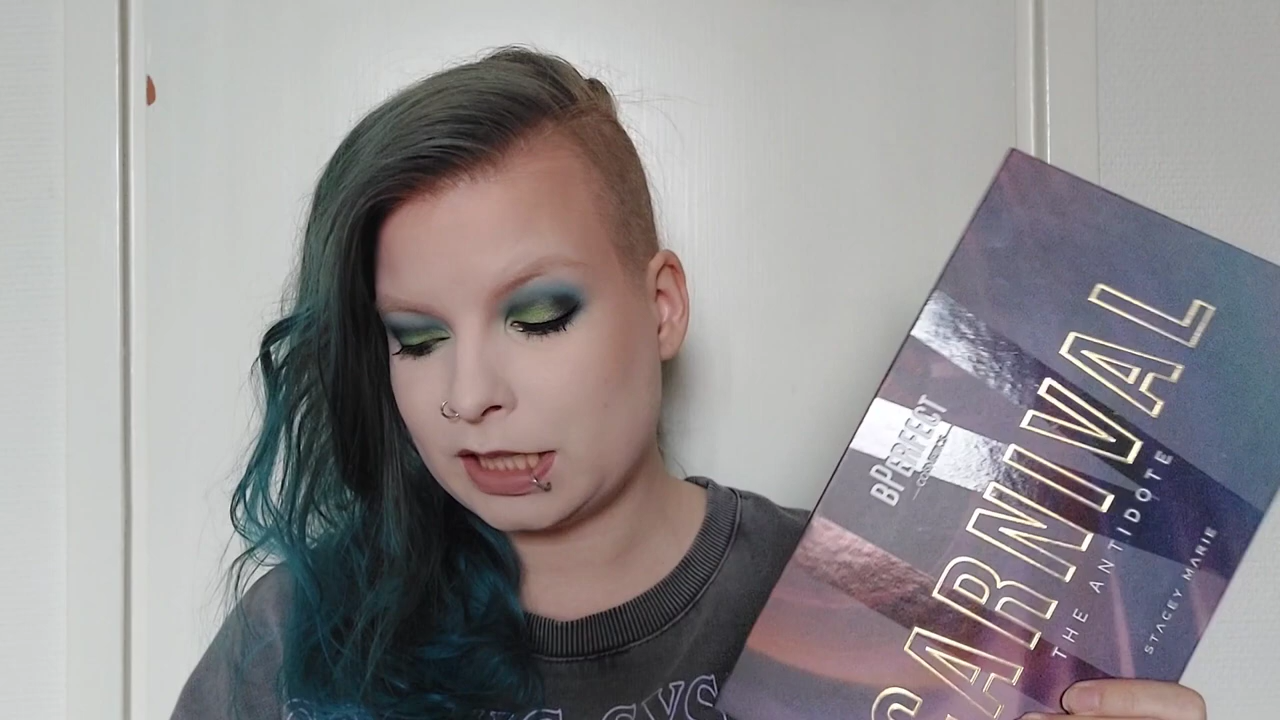 BPERFECT
COSMETICS
CARNIVAL
THE ANTIDOTE
STACEY MARIE